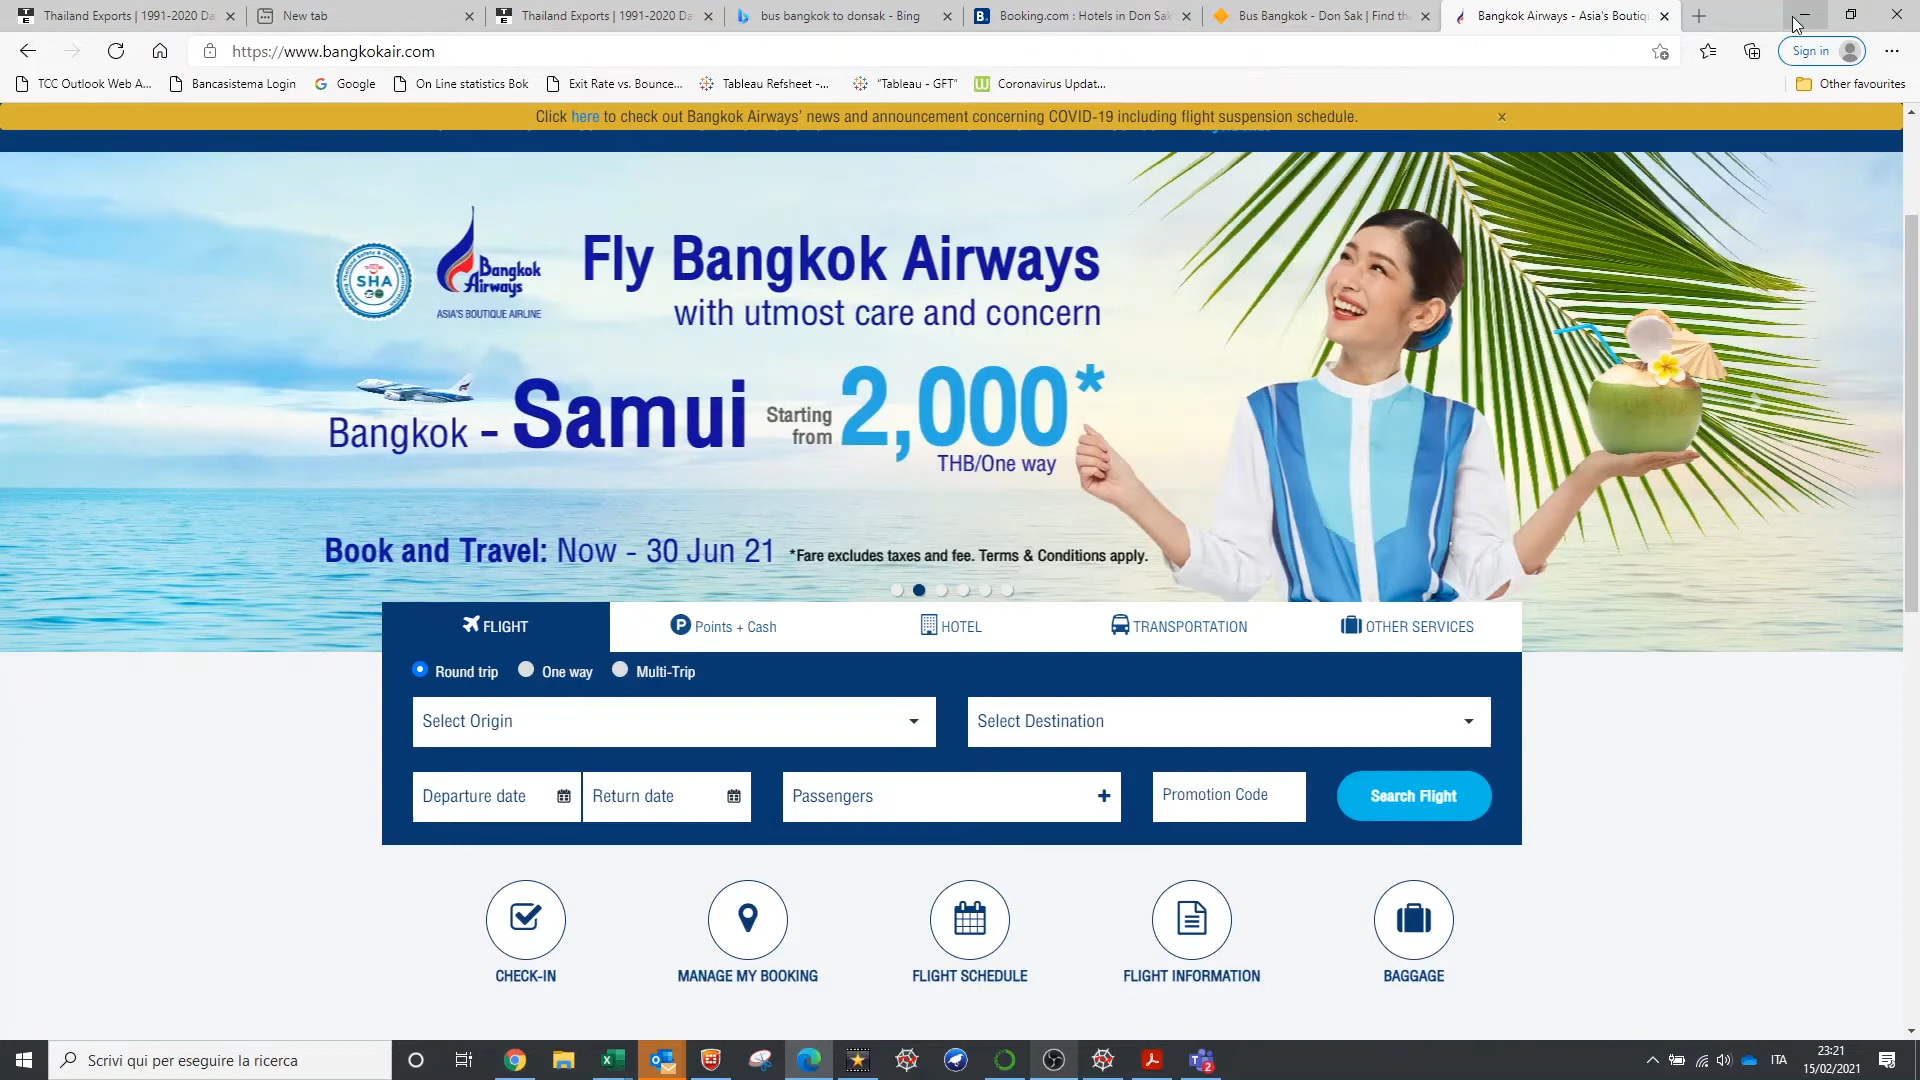 Thailand Exports | 1991-2020 Da
New tab
Thailand Exports | 1991-2020 Da
bus bangkok to donsak - Bing
Booking.com : Hotels in Don Sak
Bus Bangkok - Don Sak | Find th
Bangkok Airways - Asia's Boutiq
https://www.bangkokair.com
Sign in
TCC Outlook Web A...
Bancasistema Login
Google
On Line statistics Bok
Exit Rate vs. Bounce...
Tableau Refsheet -...
"Tableau - GFT"
Coronavirus Updat...
Other favourites
Click here to check out Bangkok Airways' news and announcement concerning COVID-19 including flight suspension schedule.
SHA
Bangkok
Airways
ASIA'S BOUTIQUE AIRLINE
Fly Bangkok Airways
with utmost care and concern
Bangkok - Samui
Starting
from
2,000*
THB/One way
Book and Travel: Now - 30 Jun 21 *Fare excludes taxes and fee. Terms & Conditions apply.
FLIGHT
Points + Cash
HOTEL
TRANSPORTATION
OTHER SERVICES
Round trip
One way
Multi-Trip
Select Origin
Select Destination
Departure date
Return date
Passengers
Promotion Code
Search Flight
CHECK-IN
MANAGE MY BOOKING
FLIGHT SCHEDULE
FLIGHT INFORMATION
BAGGAGE
Scrivi qui per eseguire la ricerca
ITA
23:21
15/02/2021